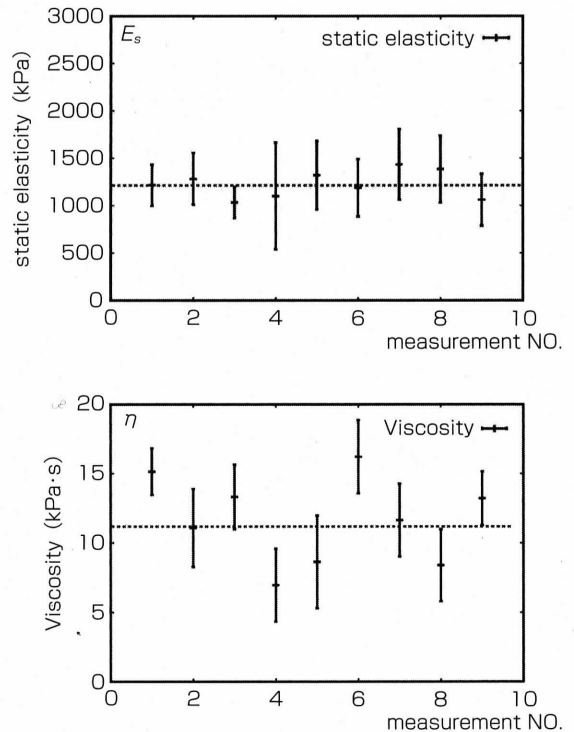 3000
2500
2000
1500
1000
500
0
static elasticity (kPa)
Es
static elasticity
0 2 4 6 8 10
measurement NO.
20
15
10
5
0
Viscosity (kPa·s)
η
Viscosity
0 2 4 6 8 10
measurement NO.